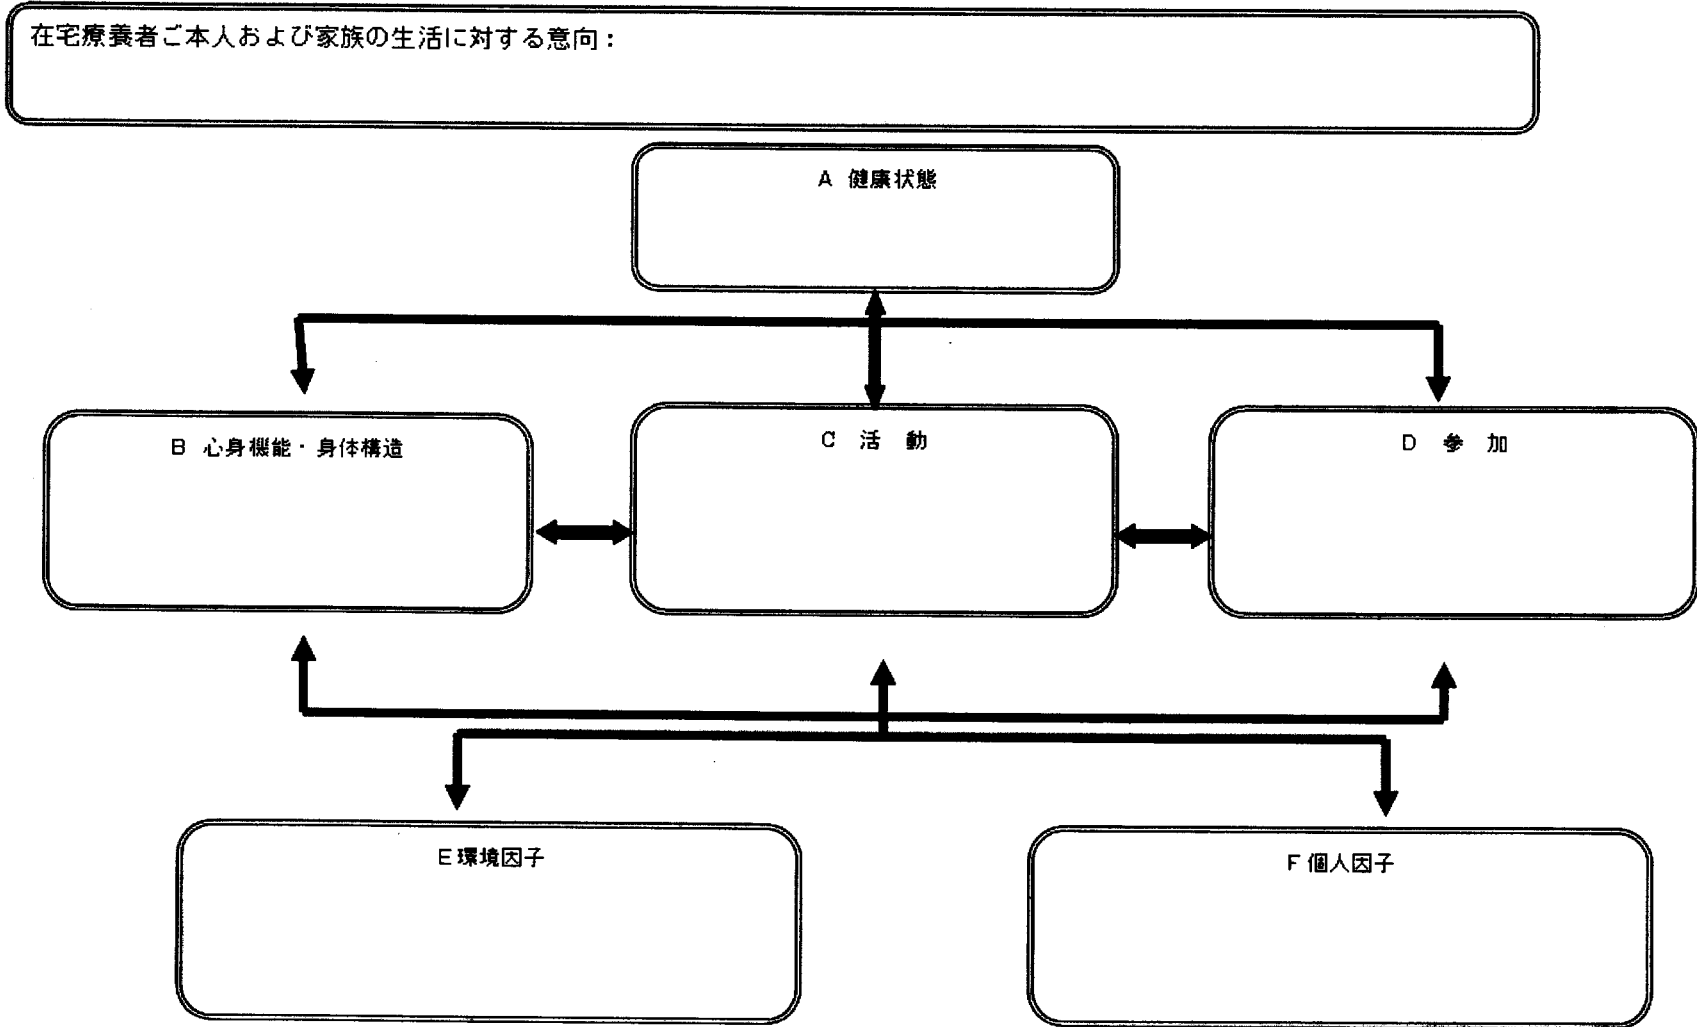 在宅療養者ご本人および家族の生活に対する意向：
A 健康状態
B 心身機能・身体構造
C 活 動
D 参 加
E環境因子
F個人因子